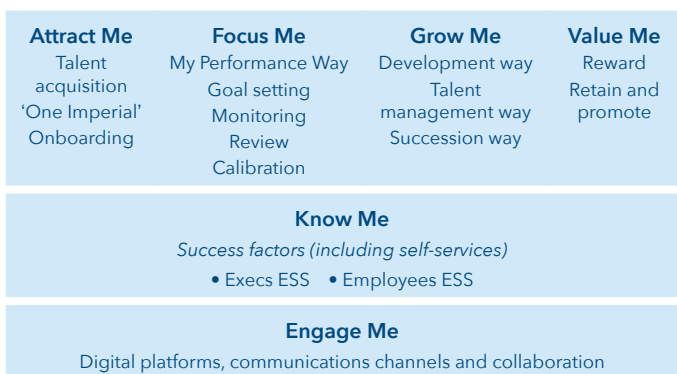 Attract Me
Talent
acquisition
‘One Imperial’
Onboarding
Focus Me
My Performance Way
Goal setting
Monitoring
Review
Calibration
Grow Me
Development way
Talent
management way
Succession way
Value Me
Reward
Retain and
promote
Know Me
Success factors (including self-services)
• Execs ESS • Employees ESS
Engage Me
Digital platforms, communications channels and collaboration